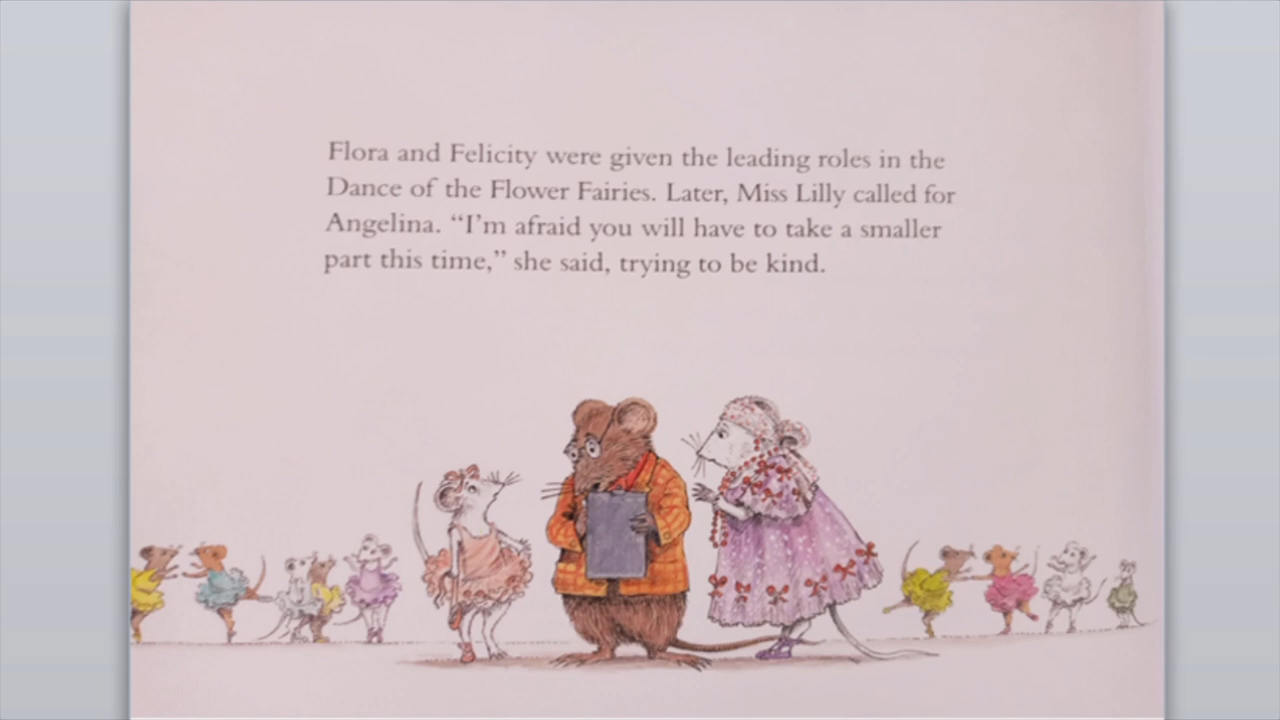 Flora and Felicity were given the leading roles in the
Dance of the Flower Fairies. Later, Miss Lilly called for
Angelina. “I’m afraid you will have to take a smaller
part this time,” she said, trying to be kind.